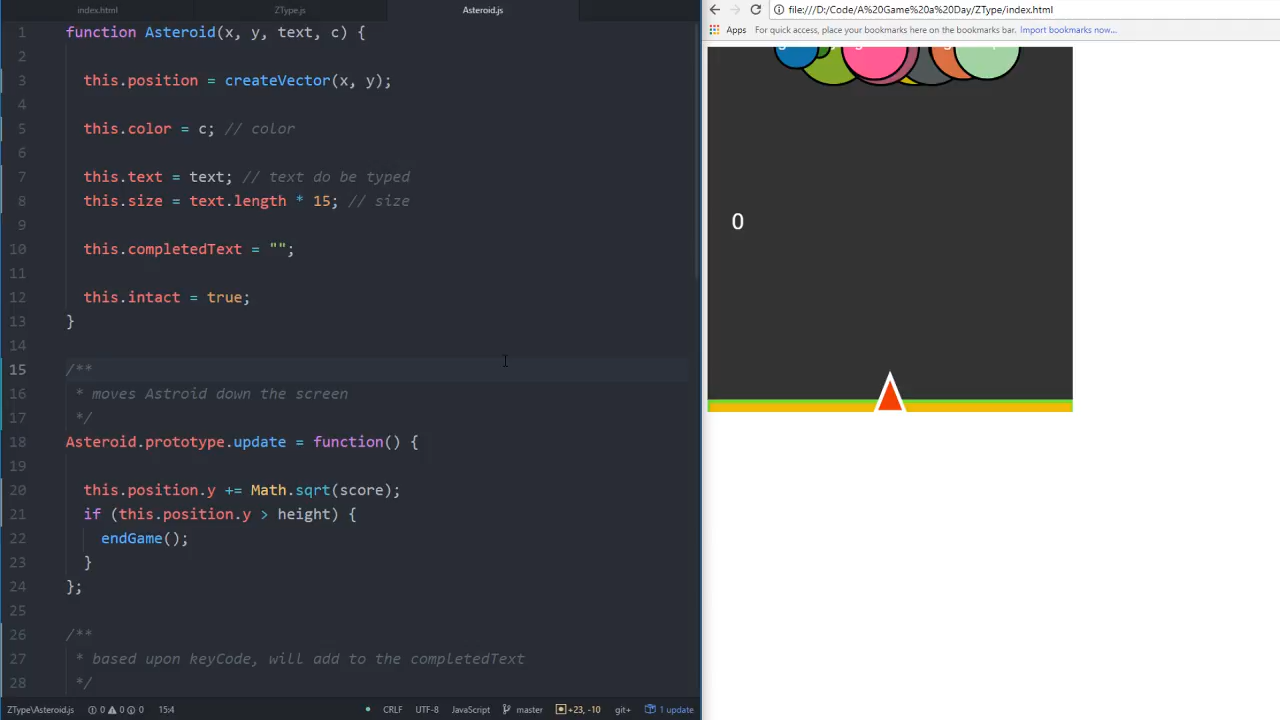 index.html
ZType.js
Asteroid.js
1 function Asteroid(x, y, text, c) {
2
3 this.position = createVector(x, y);
4
5 this.color = c; // color
6
7 this.text = text; // text do be typed
8 this.size = text.length * 15; // size
9
10 this.completedText = "";
11
12 this.intact = true;
13 }
14
15 /**
16 * moves Astroid down the screen
17 */
18 Asteroid.prototype.update = function() {
19
20 this.position.y += Math.sqrt(score);
21 if (this.position.y > height) {
22 endGame();
23 }
24 };
25
26 /**
27 * based upon keyCode, will add to the completedText
28 */
ZType\Asteroid.js 0 0 0 15:4 CRLF UTF-8 JavaScript master +23, -10 git+ 1 update
file:///D:/Code/A%20Game%20a%20Day/ZType/index.html
Apps For quick access, place your bookmarks here on the bookmarks bar. Import bookmarks now...
0